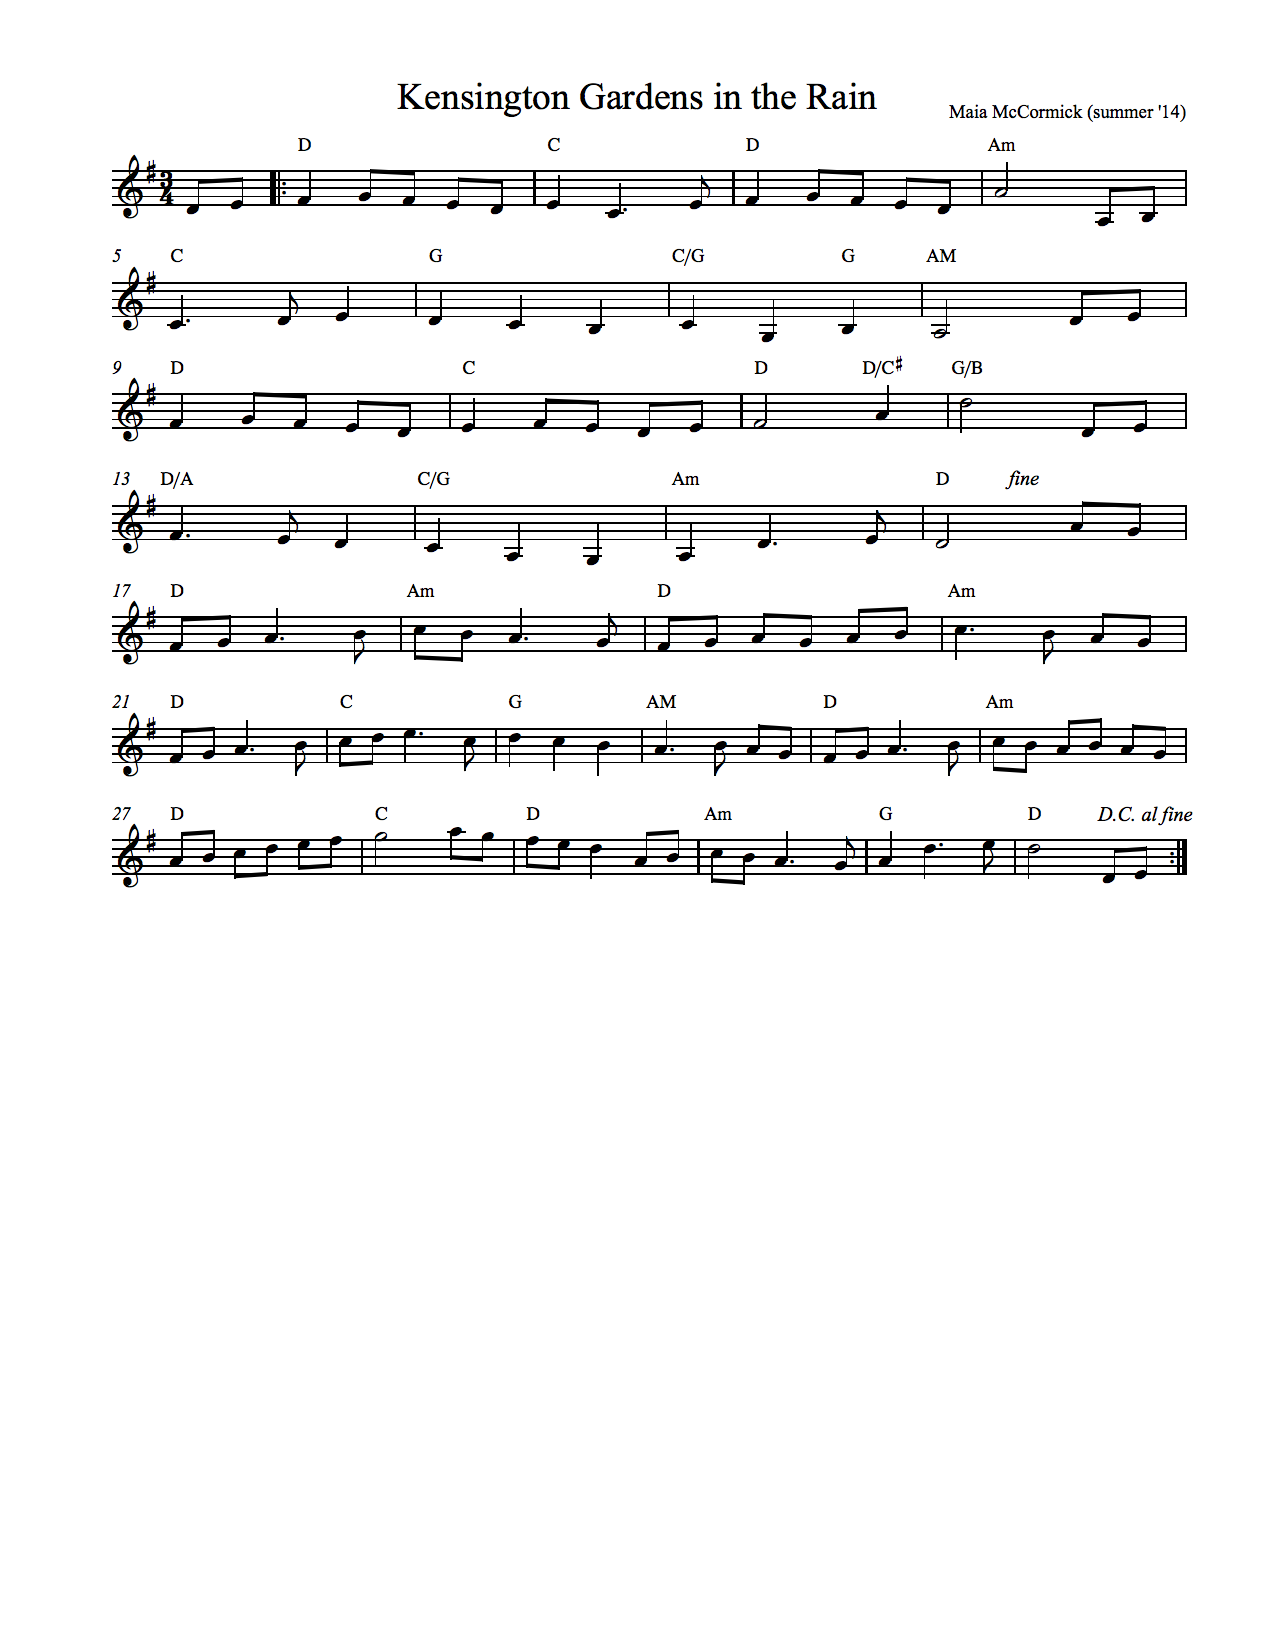 Kensington Gardens in the Rain
Maia McCormick (summer '14)
D C D Am
3
4
5 C G C/G G AM
9 D C D D/C♯ G/B
13 D/A C/G Am D fine
17 D Am D Am
21 D C G AM D Am
27 D C D Am G D D.C. al fine